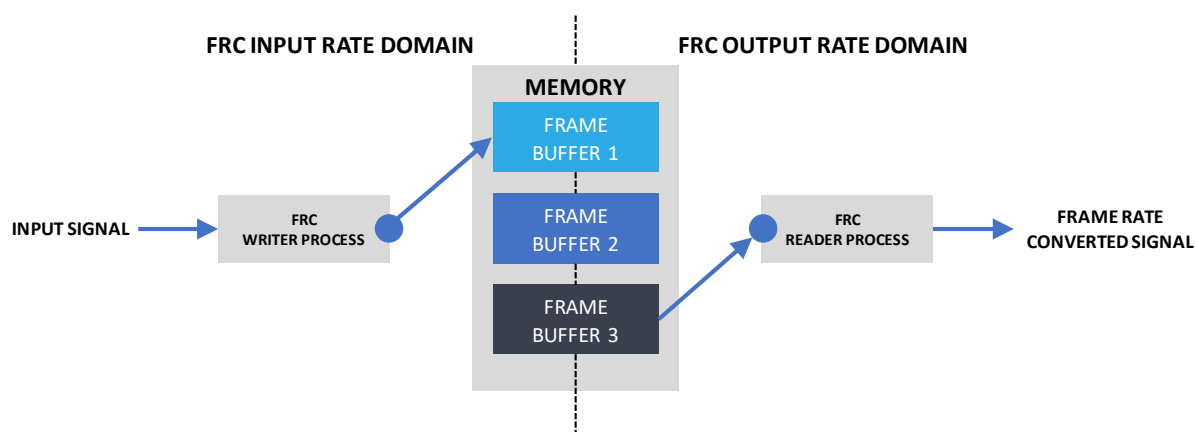 FRC INPUT RATE DOMAIN
FRC OUTPUT RATE DOMAIN
MEMORY
FRAME
BUFFER 1
FRAME
BUFFER 2
FRAME
BUFFER 3
INPUT SIGNAL
FRC
WRITER PROCESS
FRC
READER PROCESS
FRAME RATE
CONVERTED SIGNAL